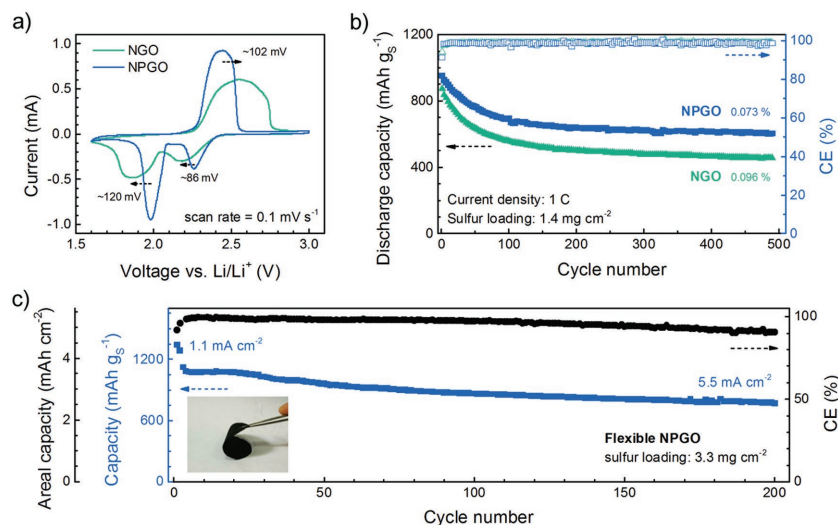 a)
NGO
NPGO
~102 mV
~86 mV
~120 mV
scan rate = 0.1 mV s⁻¹
1.0
0.5
0.0
-0.5
-1.0
Current (mA)
1.5 2.0 2.5 3.0
Voltage vs. Li/Li⁺ (V)
b)
1200
900
600
300
0
Discharge capacity (mAh gₛ⁻¹)
NPGO 0.073 %
NGO 0.096 %
Current density: 1 C
Sulfur loading: 1.4 mg cm⁻²
100
80
60
40
20
0
CE (%)
0 100 200 300 400 500
Cycle number
c)
4
2
0
Areal capacity (mAh cm⁻²)
1200
900
600
300
0
Capacity (mAh gₛ⁻¹)
1.1 mA cm⁻²
5.5 mA cm⁻²
Flexible NPGO
sulfur loading: 3.3 mg cm⁻²
100
50
0
CE (%)
0 50 100 150 200
Cycle number